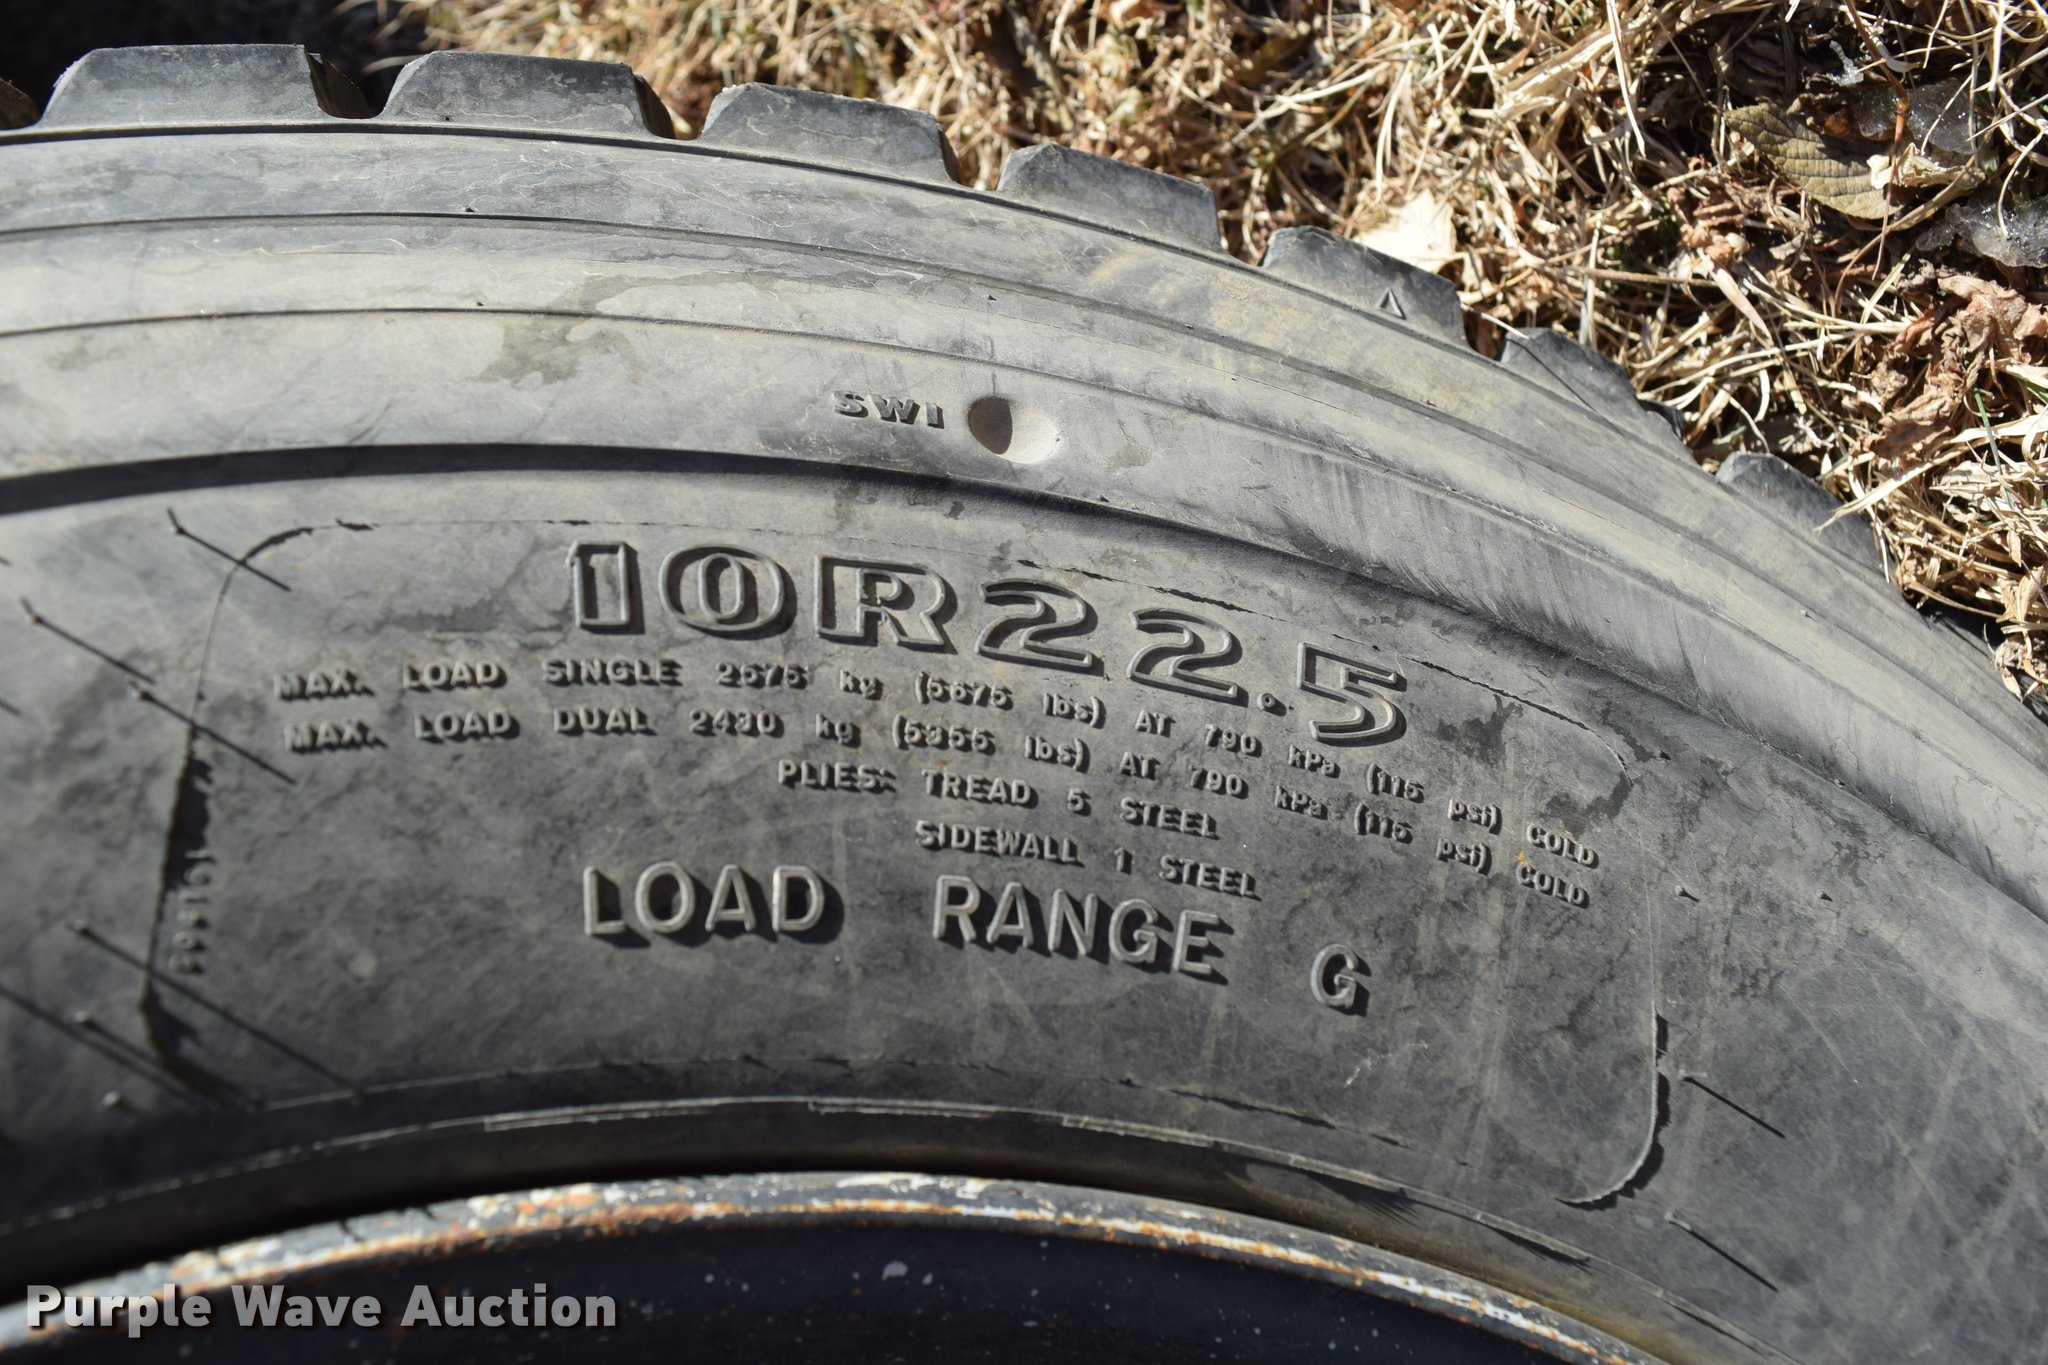 SWI
10R22.5
MAX. LOAD SINGLE 2575 kg (5675 lbs) AT 790 kPa (115 psi) COLD
MAX. LOAD DUAL 2430 kg (5355 lbs) AT 790 kPa (115 psi) COLD
PLIES: TREAD 5 STEEL
SIDEWALL 1 STEEL
LOAD RANGE G
Purple Wave Auction